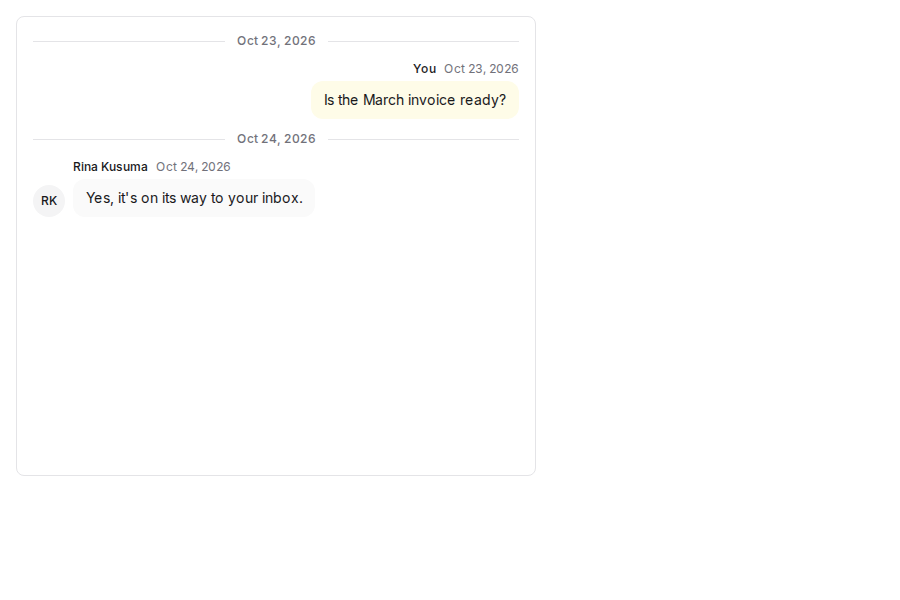 Oct 23, 2026
You Oct 23, 2026
Is the March invoice ready?
Oct 24, 2026
Rina Kusuma Oct 24, 2026
RK Yes, it's on its way to your inbox.